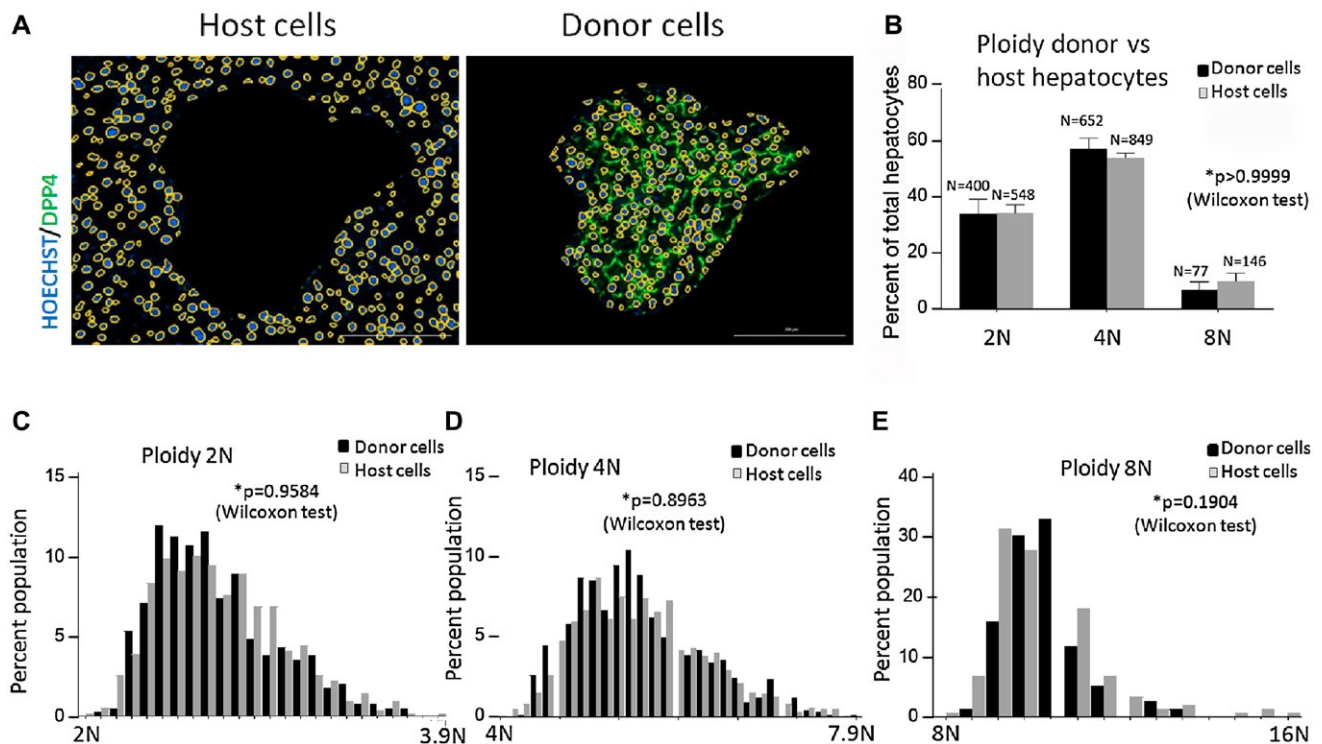 A
Host cells
Donor cells
HOECHST/DPP4
B
Ploidy donor vs
host hepatocytes
Donor cells
Host cells
Percent of total hepatocytes
80
60
40
20
0
N=400
N=548
N=652
N=849
N=77
N=146
*p>0.9999
(Wilcoxon test)
2N
4N
8N
C
Ploidy 2N
Donor cells
Host cells
*p=0.9584
(Wilcoxon test)
Percent population
15
10
5
0
2N
3.9N
D
Ploidy 4N
Donor cells
Host cells
*p=0.8963
(Wilcoxon test)
Percent population
15
10
5
0
4N
7.9N
E
Ploidy 8N
Donor cells
Host cells
*p=0.1904
(Wilcoxon test)
Percent population
40
30
20
10
0
8N
16N